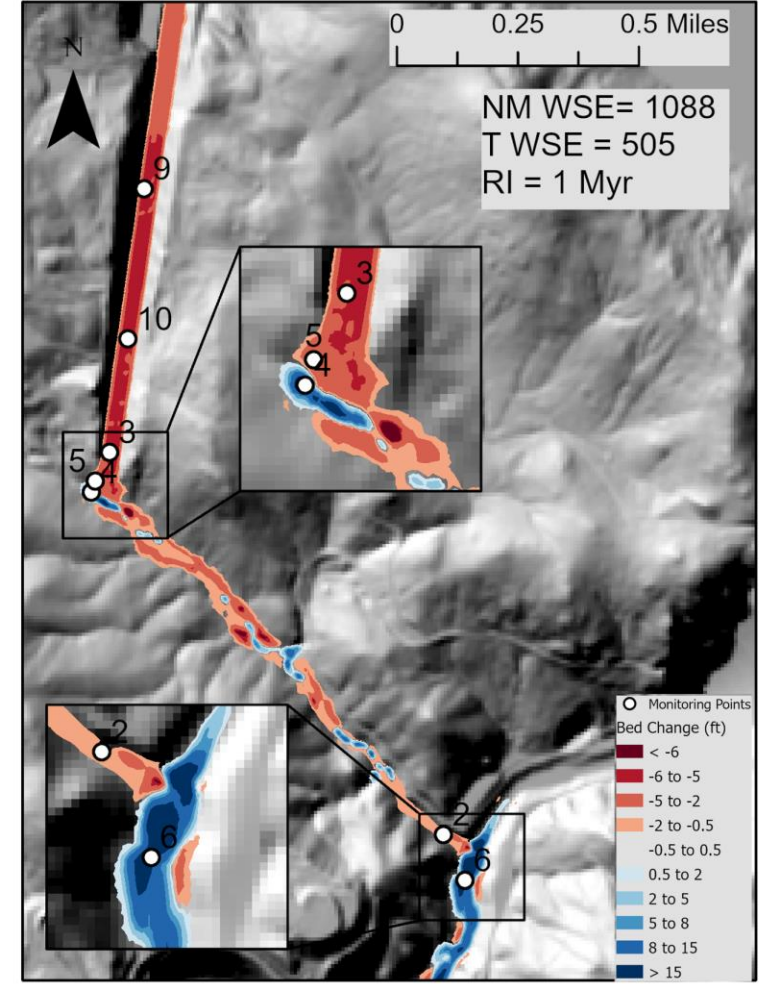 N
0 0.25 0.5 Miles
NM WSE= 1088
T WSE = 505
RI = 1 Myr
9
10
3
5
4
3
5
4
2
6
2
6
Monitoring Points
Bed Change (ft)
< -6
-6 to -5
-5 to -2
-2 to -0.5
-0.5 to 0.5
0.5 to 2
2 to 5
5 to 8
8 to 15
> 15